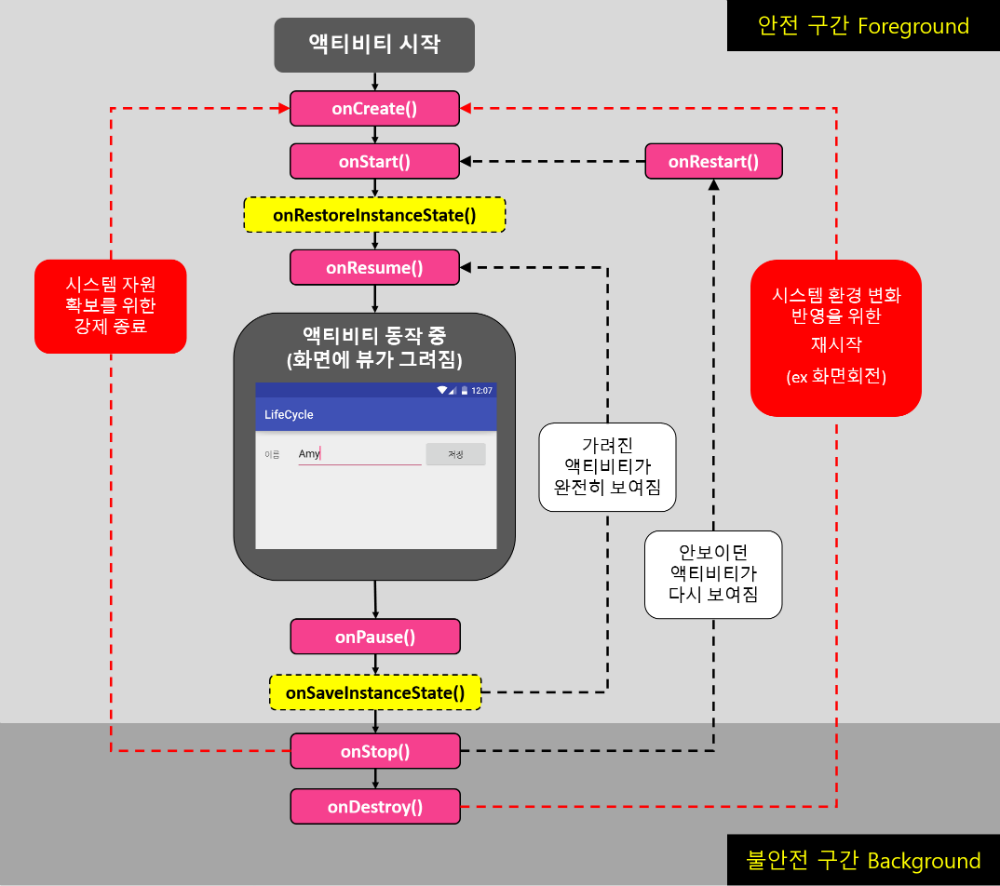 안전 구간 Foreground
액티비티 시작
onCreate()
onStart()
onRestart()
onRestoreInstanceState()
onResume()
시스템 자원
확보를 위한
강제 종료
시스템 환경 변화
반영을 위한
재시작
(ex 화면회전)
액티비티 동작 중
(화면에 뷰가 그려짐)
12:07
LifeCycle
이름
Amy
저장
가려진
액티비티가
완전히 보여짐
안보이던
액티비티가
다시 보여짐
onPause()
onSaveInstanceState()
onStop()
onDestroy()
불안전 구간 Background